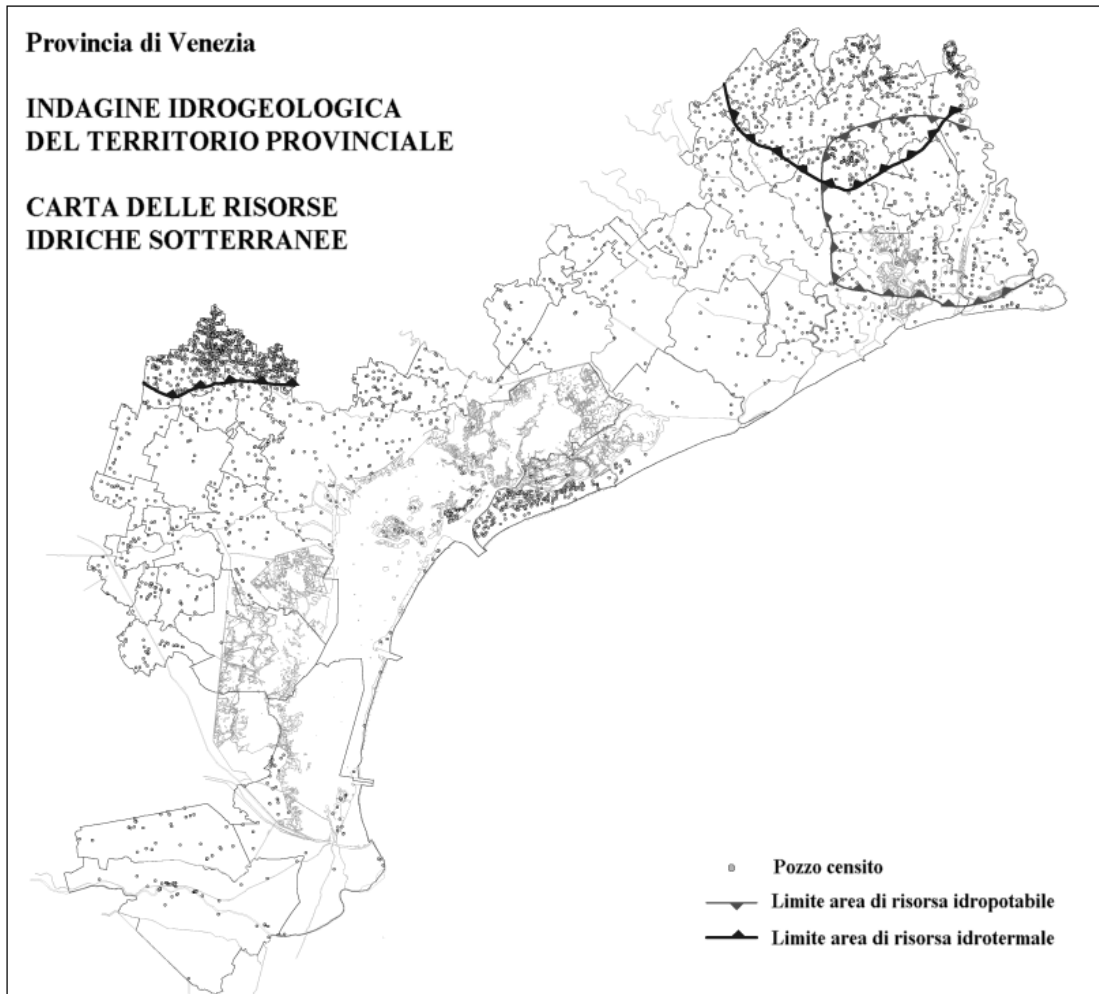 Provincia di Venezia
INDAGINE IDROGEOLOGICA
DEL TERRITORIO PROVINCIALE
CARTA DELLE RISORSE
IDRICHE SOTTERRANEE
Pozzo censito
Limite area di risorsa idropotabile
Limite area di risorsa idrotermale